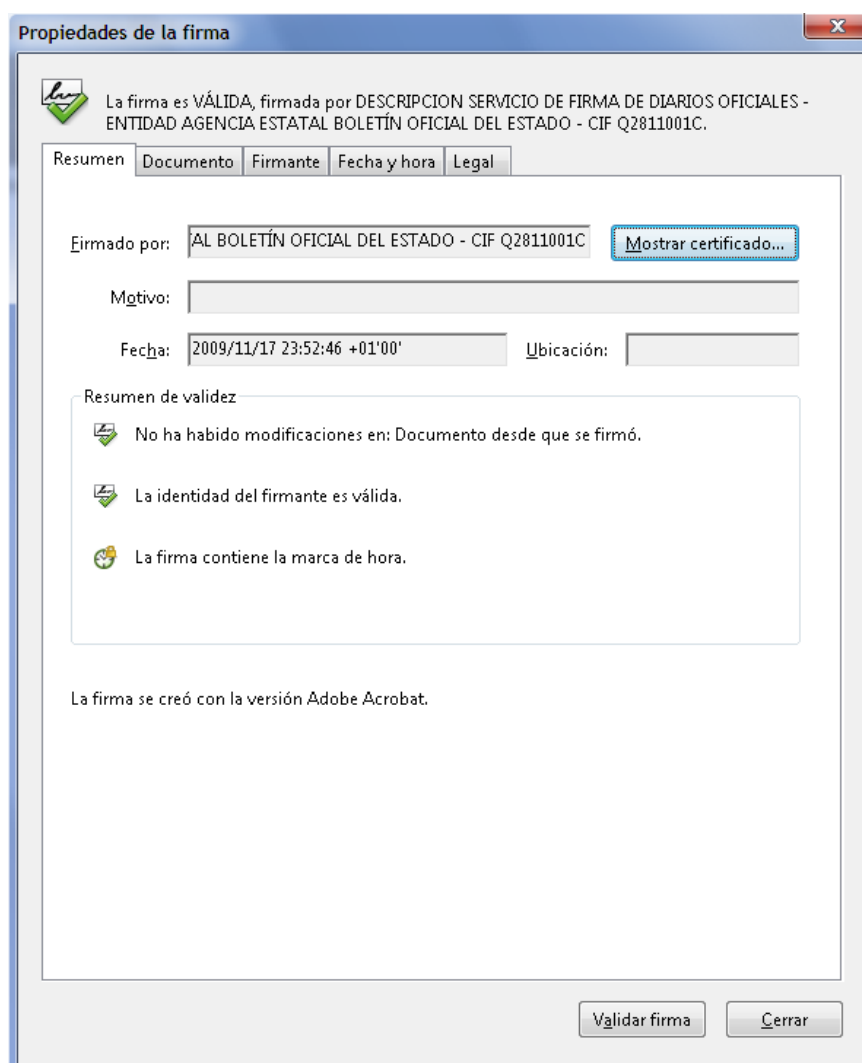 Propiedades de la firma
La firma es VÁLIDA, firmada por DESCRIPCION SERVICIO DE FIRMA DE DIARIOS OFICIALES -
ENTIDAD AGENCIA ESTATAL BOLETÍN OFICIAL DEL ESTADO - CIF Q2811001C.
Resumen Documento Firmante Fecha y hora Legal
Firmado por: AL BOLETÍN OFICIAL DEL ESTADO - CIF Q2811001C Mostrar certificado...
Motivo:
Fecha: 2009/11/17 23:52:46 +01'00' Ubicación:
Resumen de validez
No ha habido modificaciones en: Documento desde que se firmó.
La identidad del firmante es válida.
La firma contiene la marca de hora.
La firma se creó con la versión Adobe Acrobat.
Validar firma Cerrar